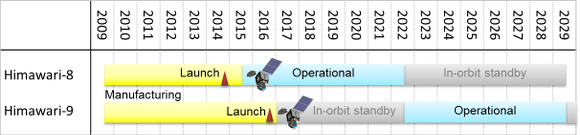 2009 2010 2011 2012 2013 2014 2015 2016 2017 2018 2019 2020 2021 2022 2023 2024 2025 2026 2027 2028 2029
Himawari-8 Launch Operational In-orbit standby
Manufacturing
Himawari-9 Launch In-orbit standby Operational